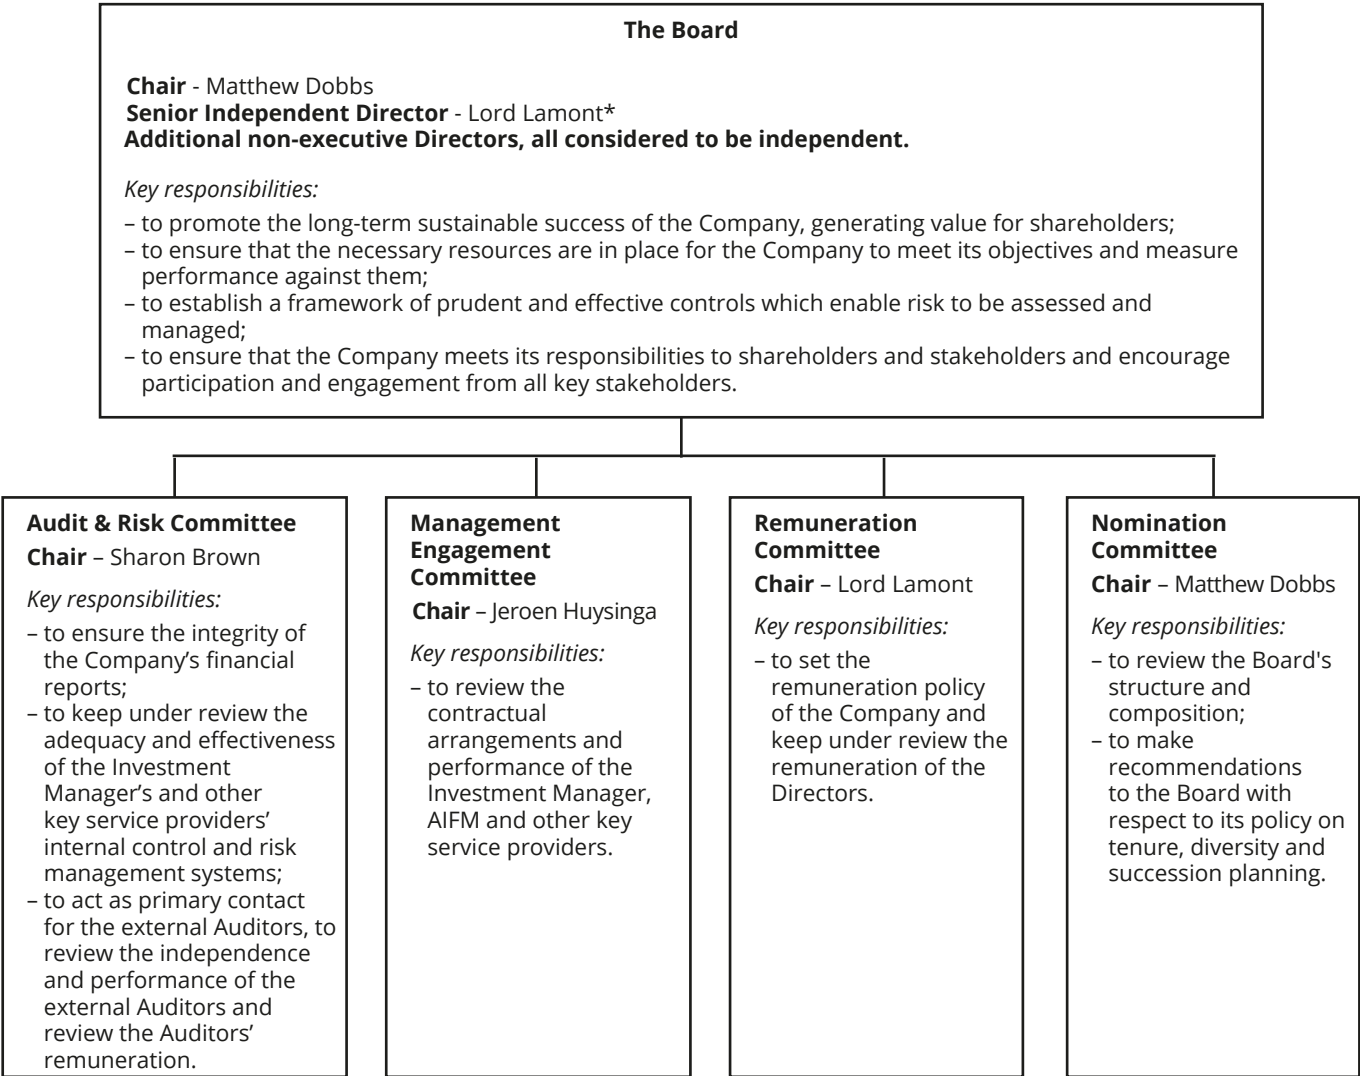 The Board
Chair - Matthew Dobbs
Senior Independent Director - Lord Lamont*
Additional non-executive Directors, all considered to be independent.
Key responsibilities:
– to promote the long-term sustainable success of the Company, generating value for shareholders;
– to ensure that the necessary resources are in place for the Company to meet its objectives and measure
performance against them;
– to establish a framework of prudent and effective controls which enable risk to be assessed and
managed;
– to ensure that the Company meets its responsibilities to shareholders and stakeholders and encourage
participation and engagement from all key stakeholders.
Audit & Risk Committee
Chair – Sharon Brown
Key responsibilities:
– to ensure the integrity of
the Company’s financial
reports;
– to keep under review the
adequacy and effectiveness
of the Investment
Manager’s and other
key service providers’
internal control and risk
management systems;
– to act as primary contact
for the external Auditors, to
review the independence
and performance of the
external Auditors and
review the Auditors’
remuneration.
Management
Engagement
Committee
Chair – Jeroen Huysinga
Key responsibilities:
– to review the
contractual
arrangements and
performance of the
Investment Manager,
AIFM and other key
service providers.
Remuneration
Committee
Chair – Lord Lamont
Key responsibilities:
– to set the
remuneration policy
of the Company and
keep under review the
remuneration of the
Directors.
Nomination
Committee
Chair – Matthew Dobbs
Key responsibilities:
– to review the Board's
structure and
composition;
– to make
recommendations
to the Board with
respect to its policy on
tenure, diversity and
succession planning.